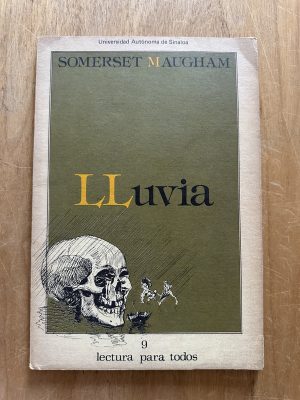 Universidad Autónoma de Sinaloa
SOMERSET MAUGHAM
LLuvia
9
lectura para todos